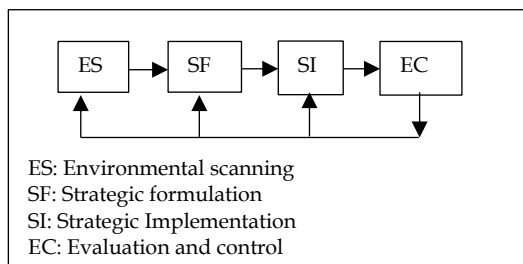 ES SF SI EC
ES: Environmental scanning
SF: Strategic formulation
SI: Strategic Implementation
EC: Evaluation and control